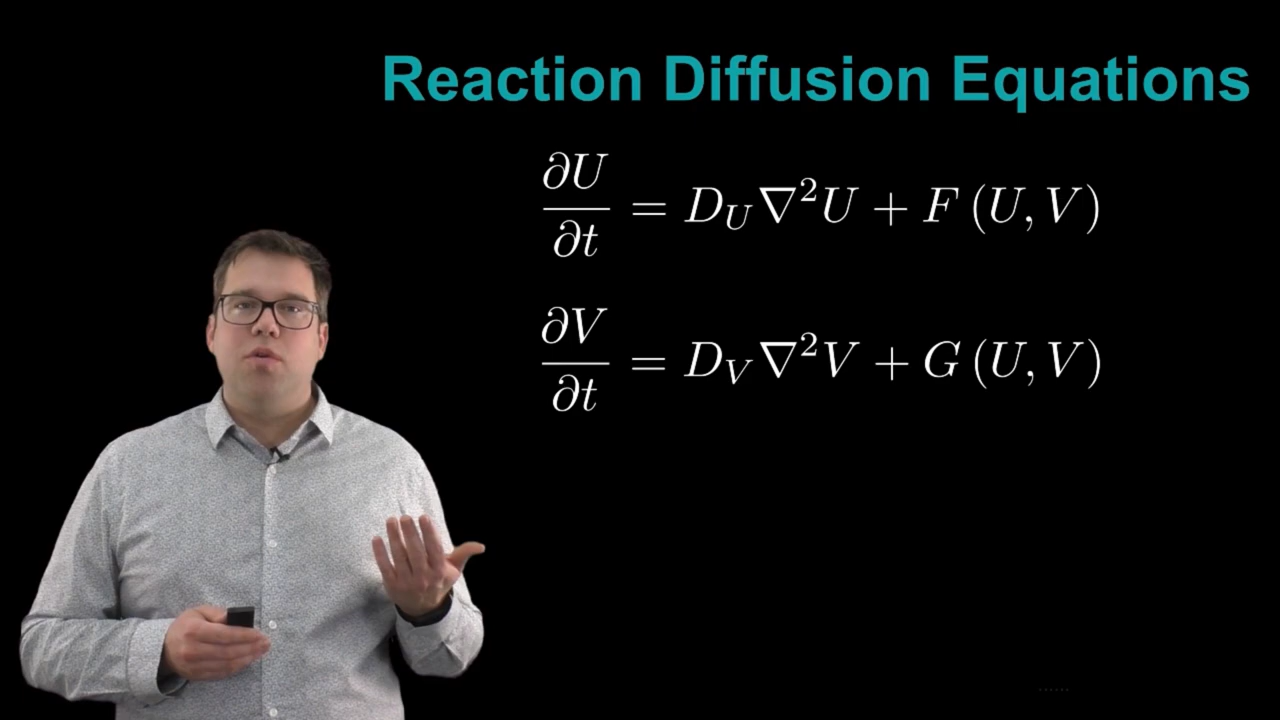 Reaction Diffusion Equations
∂U/∂t = D_U ∇²U + F (U, V)
∂V/∂t = D_V ∇²V + G (U, V)